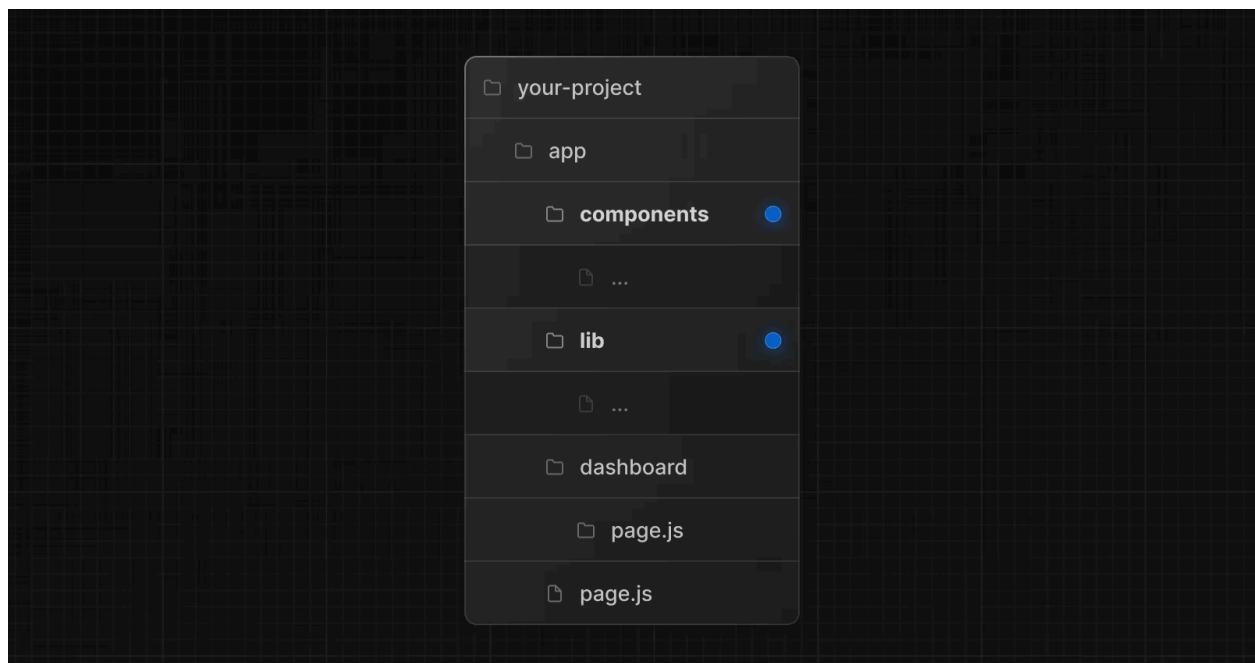 your-project
app
components
...
lib
...
dashboard
page.js
page.js